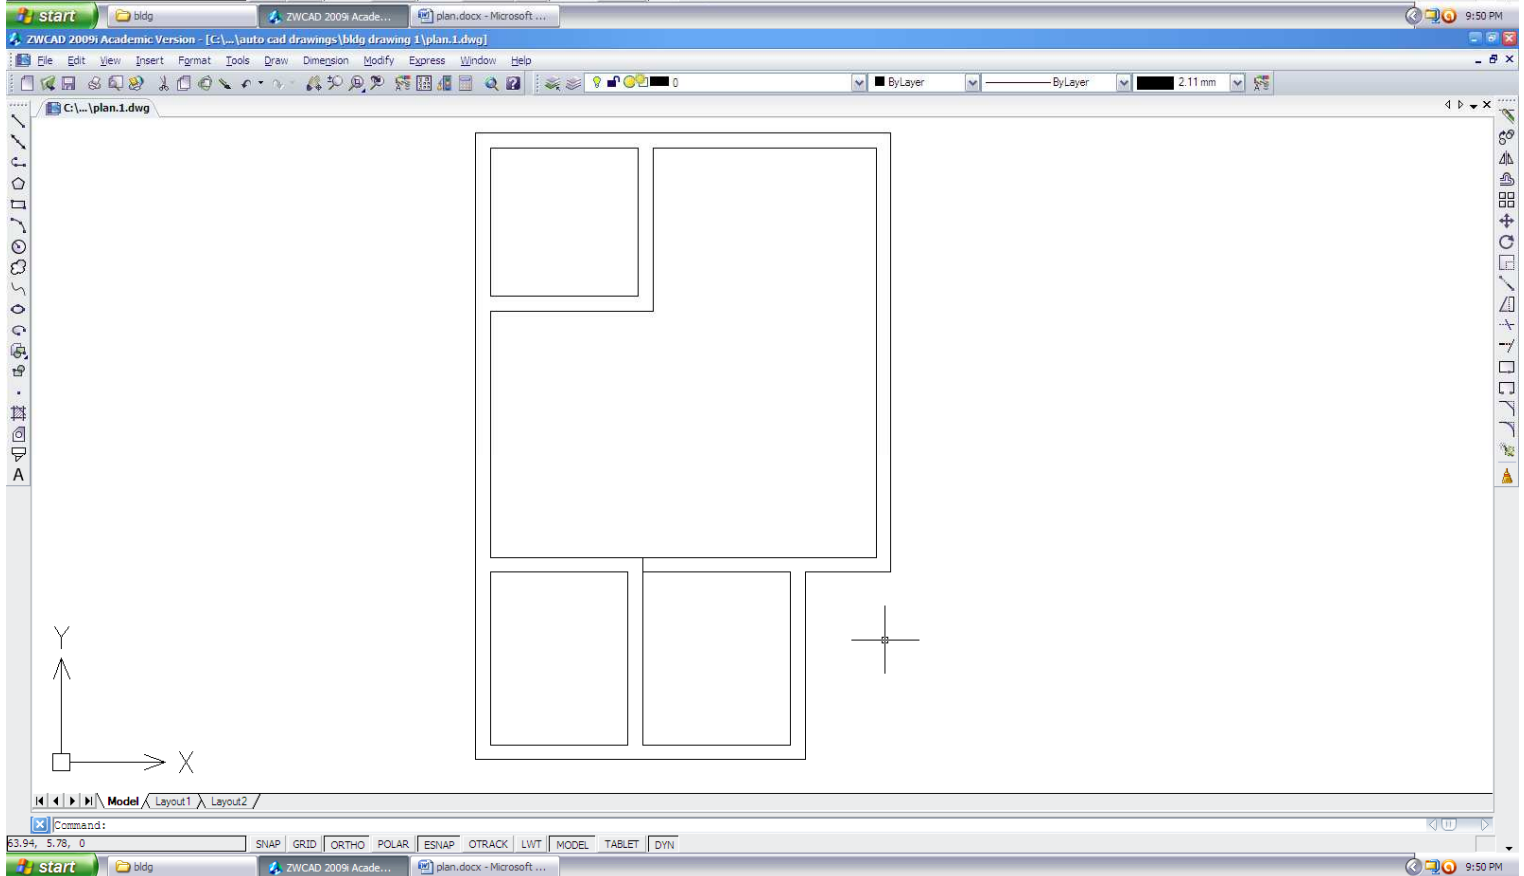 start bldg ZWCAD 2009i Acade... plan.docx - Microsoft ... 9:50 PM
ZWCAD 2009i Academic Version - [C:\...\auto cad drawings\bldg drawing 1\plan.1.dwg]
File Edit View Insert Format Tools Draw Dimension Modify Express Window Help
0 ByLayer ByLayer 2.11 mm
C:\...\plan.1.dwg
A
Y
X
Model Layout1 Layout2
Command:
63.94, 5.78, 0 SNAP GRID ORTHO POLAR ESNAP OTRACK LWT MODEL TABLET DYN
start bldg ZWCAD 2009i Acade... plan.docx - Microsoft ... 9:50 PM